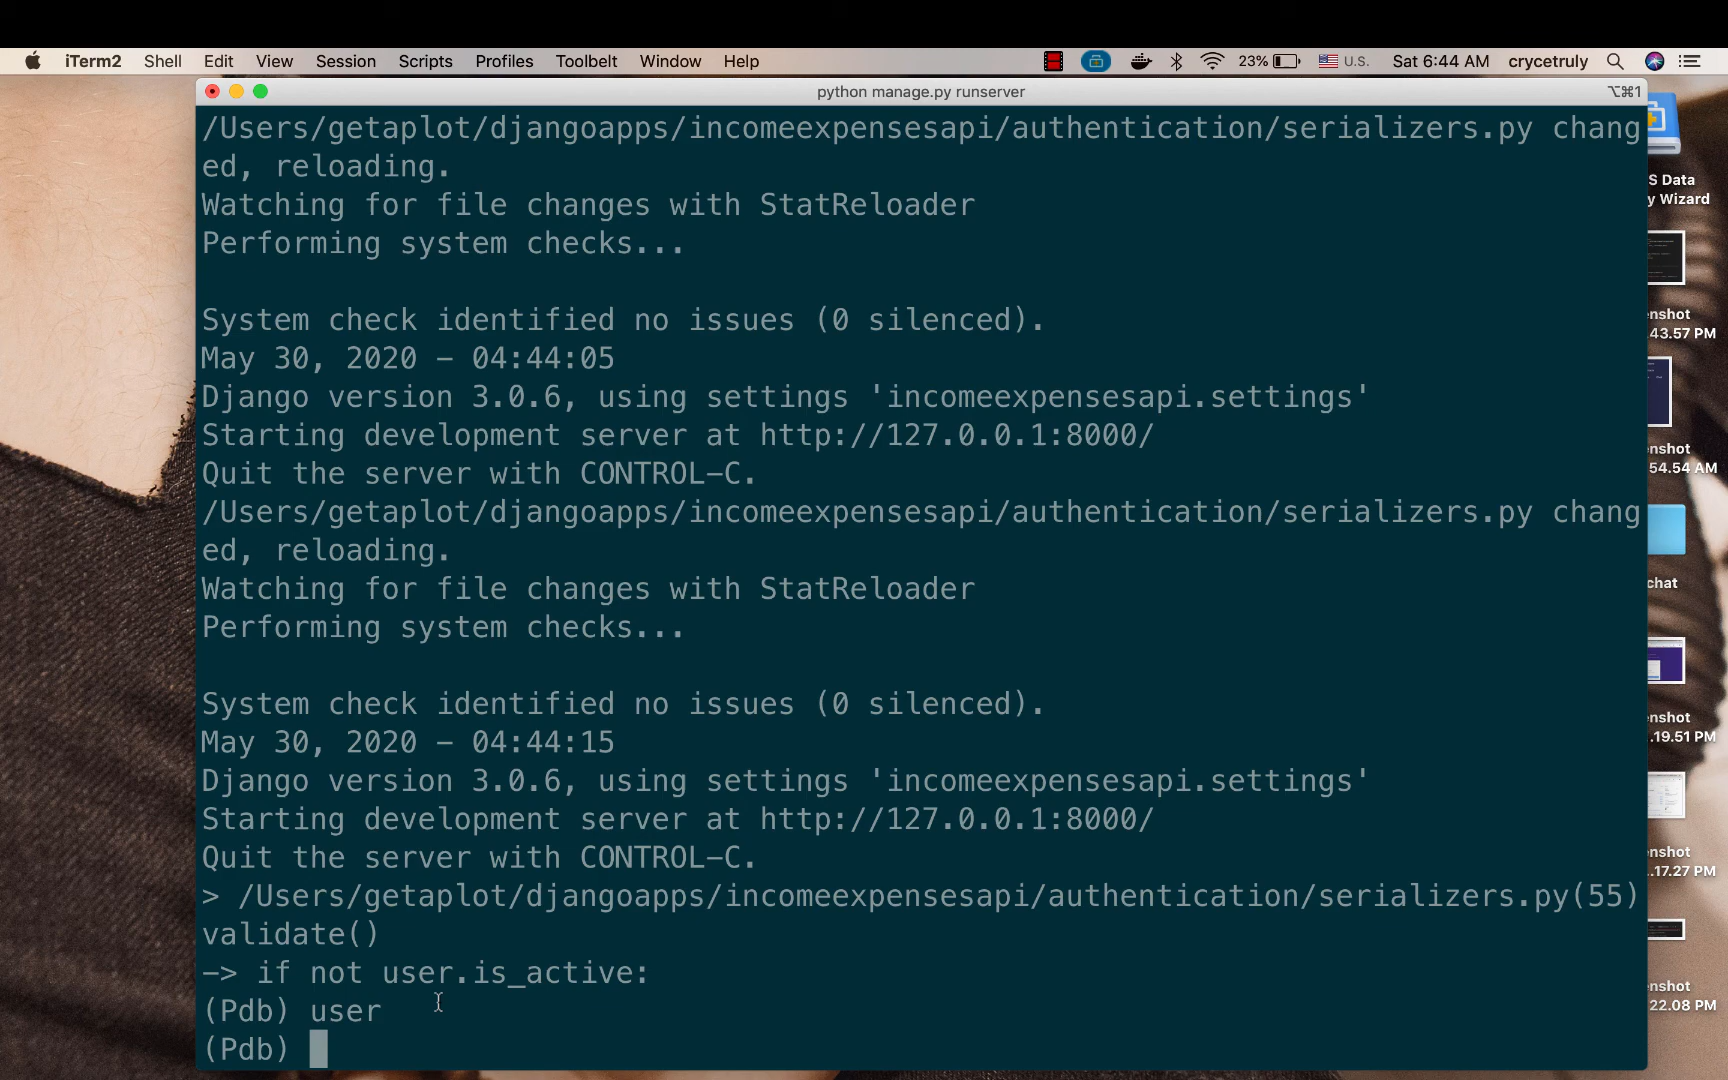 iTerm2 Shell Edit View Session Scripts Profiles Toolbelt Window Help 23% U.S. Sat 6:44 AM crycetruly
python manage.py runserver ⌥⌘1
/Users/getaplot/djangoapps/incomeexpensesapi/authentication/serializers.py chang
ed, reloading.
Watching for file changes with StatReloader
Performing system checks...
System check identified no issues (0 silenced).
May 30, 2020 - 04:44:05
Django version 3.0.6, using settings 'incomeexpensesapi.settings'
Starting development server at http://127.0.0.1:8000/
Quit the server with CONTROL-C.
/Users/getaplot/djangoapps/incomeexpensesapi/authentication/serializers.py chang
ed, reloading.
Watching for file changes with StatReloader
Performing system checks...
System check identified no issues (0 silenced).
May 30, 2020 - 04:44:15
Django version 3.0.6, using settings 'incomeexpensesapi.settings'
Starting development server at http://127.0.0.1:8000/
Quit the server with CONTROL-C.
> /Users/getaplot/djangoapps/incomeexpensesapi/authentication/serializers.py(55)
validate()
-> if not user.is_active:
(Pdb) user
(Pdb)
S Data
y Wizard
enshot
43.57 PM
enshot
54.54 AM
chat
enshot
.19.51 PM
enshot
.17.27 PM
enshot
22.08 PM